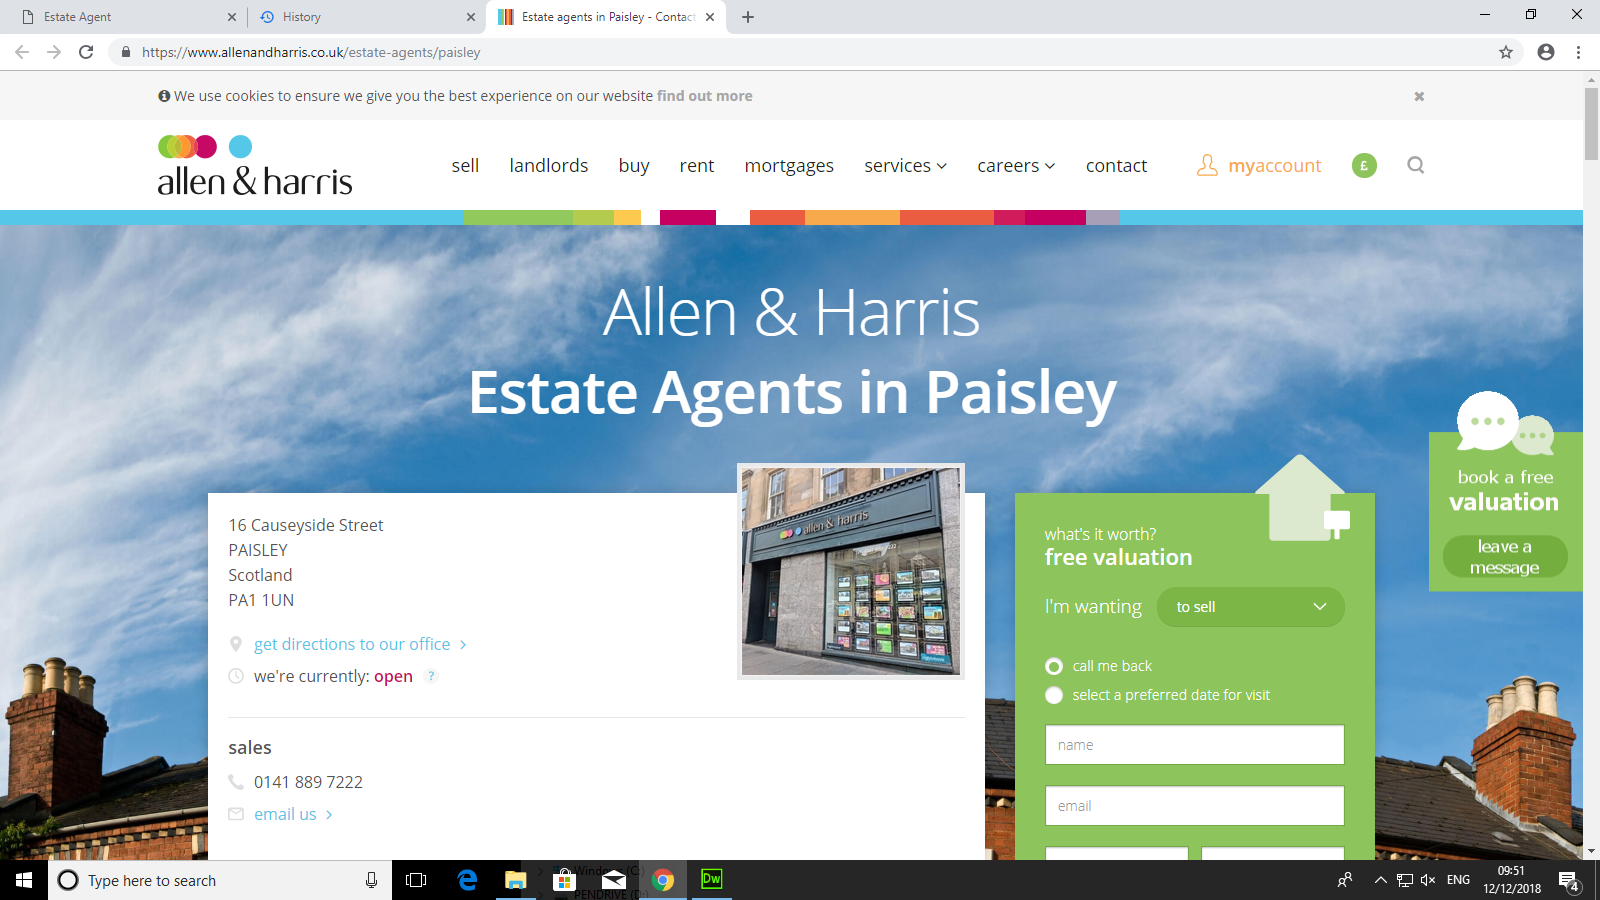 Estate Agent
History
Estate agents in Paisley - Contact
https://www.allenandharris.co.uk/estate-agents/paisley
We use cookies to ensure we give you the best experience on our website find out more
allen & harris
sell landlords buy rent mortgages services careers contact myaccount £
Allen & Harris
Estate Agents in Paisley
16 Causeyside Street
PAISLEY
Scotland
PA1 1UN
get directions to our office >
we're currently: open ?
sales
0141 889 7222
email us >
allen & harris
what's it worth?
free valuation
I'm wanting to sell
call me back
select a preferred date for visit
name
email
book a free
valuation
leave a
message
Type here to search
Windows (C:)
PENDRIVE (D:)
Dw
ENG
09:51
12/12/2018
4